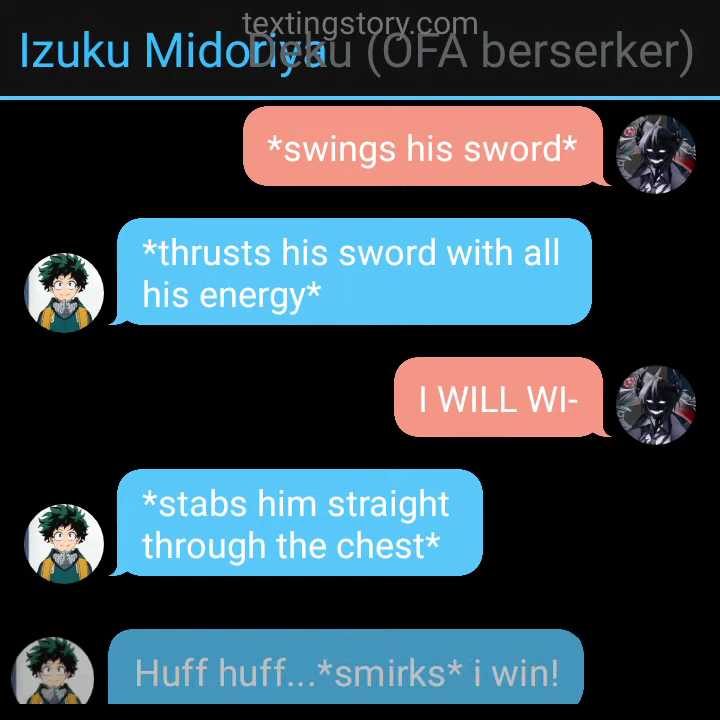 textingstory.com
Izuku Midoriya Deku (OFA berserker)
*swings his sword*
*thrusts his sword with all
his energy*
I WILL WI-
*stabs him straight
through the chest*
Huff huff...*smirks* i win!